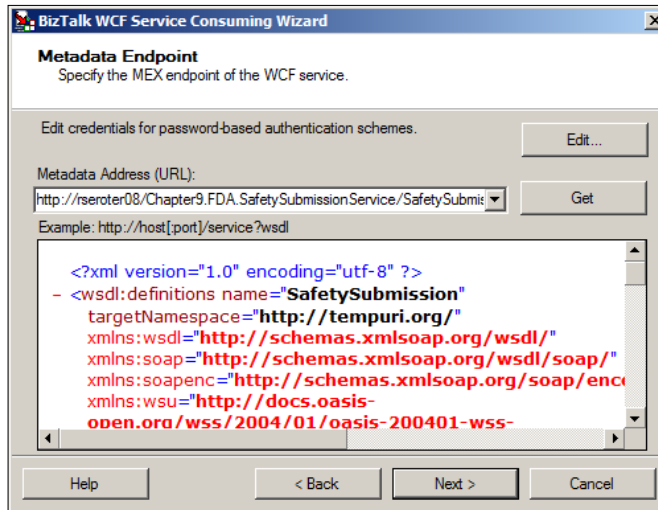 BizTalk WCF Service Consuming Wizard
Metadata Endpoint
Specify the MEX endpoint of the WCF service.
Edit credentials for password-based authentication schemes.
Edit...
Metadata Address (URL):
http://rseroter08/Chapter9.FDA.SafetySubmissionService/SafetySubmis
Get
Example: http://host[:port]/service?wsdl
<?xml version="1.0" encoding="utf-8" ?>
- <wsdl:definitions name="SafetySubmission"
targetNamespace="http://tempuri.org/"
xmlns:wsdl="http://schemas.xmlsoap.org/wsdl/"
xmlns:soap="http://schemas.xmlsoap.org/wsdl/soap/"
xmlns:soapenc="http://schemas.xmlsoap.org/soap/enc
xmlns:wsu="http://docs.oasis-
open.org/wss/2004/01/oasis-200401-wss-
Help
< Back
Next >
Cancel